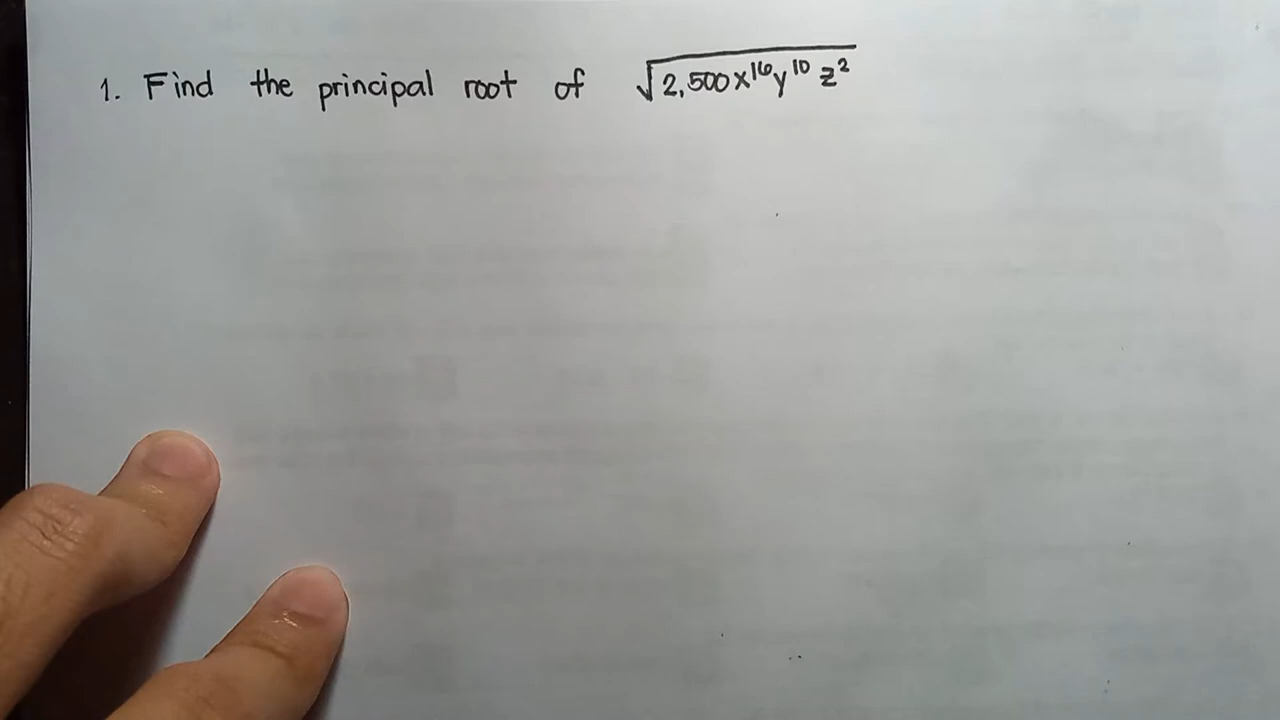 1. Find the principal root of √2,500x¹⁶y¹⁰z²